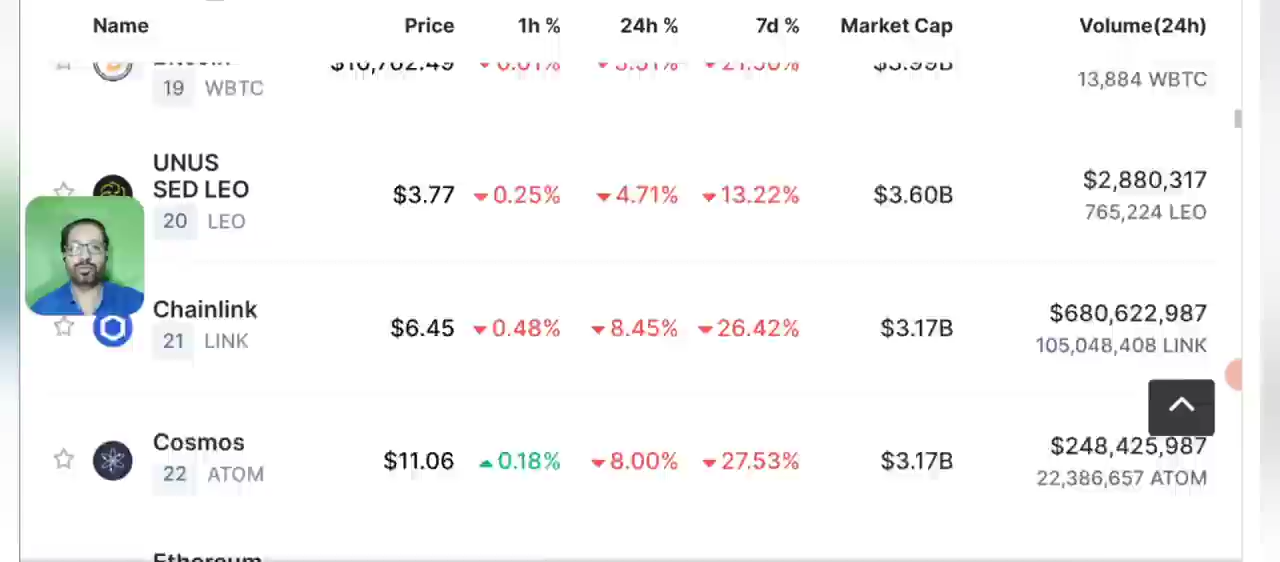 Name Price 1h % 24h % 7d % Market Cap Volume(24h)
19 WBTC 13,884 WBTC
UNUS
SED LEO
$3.77 0.25% 4.71% 13.22% $3.60B $2,880,317
20 LEO 765,224 LEO
Chainlink
$6.45 0.48% 8.45% 26.42% $3.17B $680,622,987
21 LINK 105,048,408 LINK
Cosmos
$11.06 0.18% 8.00% 27.53% $3.17B $248,425,987
22 ATOM 22,386,657 ATOM
Ethereum